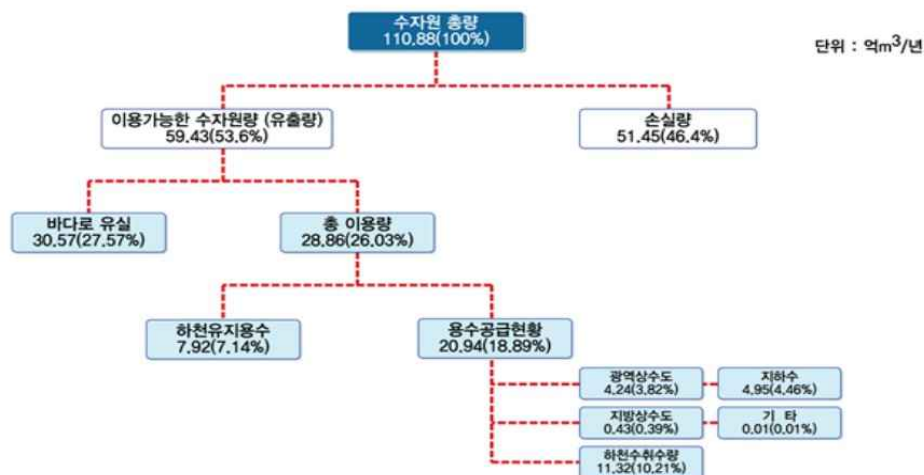 수자원 총량
110.88(100%)
단위 : 억m³/년
이용가능한 수자원량 (유출량)
59.43(53.6%)
손실량
51.45(46.4%)
바다로 유실
30.57(27.57%)
총 이용량
28.86(26.03%)
하천유지용수
7.92(7.14%)
용수공급현황
20.94(18.89%)
광역상수도
4.24(3.82%)
지하수
4.95(4.46%)
지방상수도
0.43(0.39%)
기 타
0.01(0.01%)
하천수취수량
11.32(10.21%)